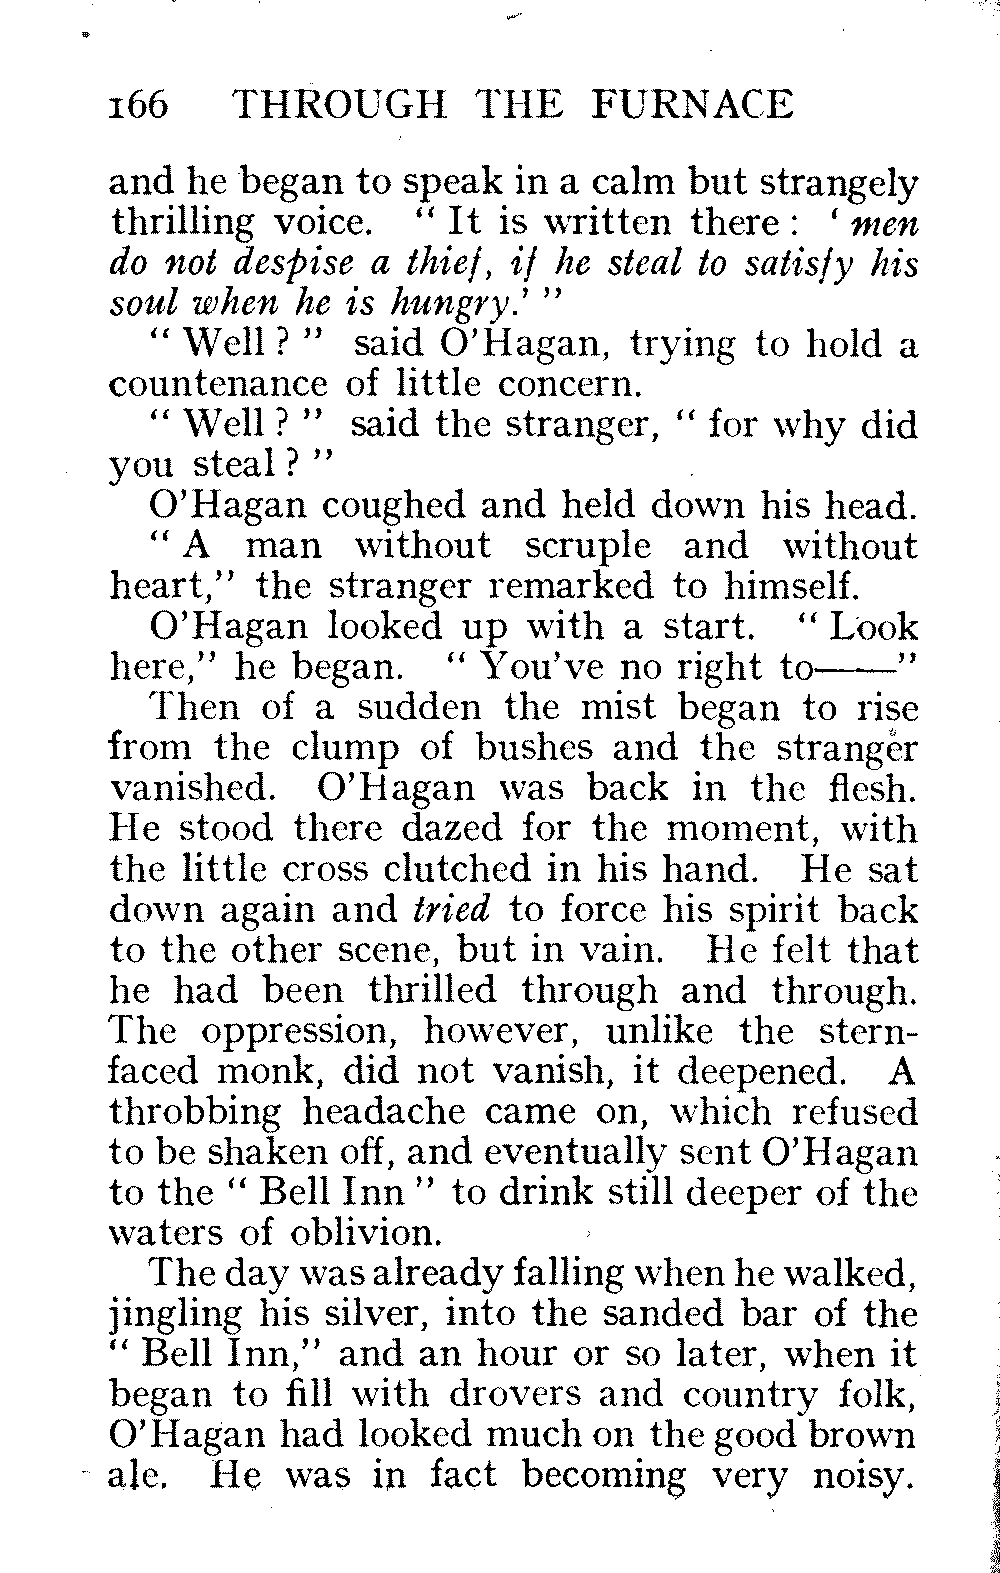 166 THROUGH THE FURNACE
and he began to speak in a calm but strangely
thrilling voice. " It is written there : ' men
do not despise a thief, if he steal to satisfy his
soul when he is hungry.' "
" Well ? " said O'Hagan, trying to hold a
countenance of little concern.
" Well ? " said the stranger, " for why did
you steal ? "
O'Hagan coughed and held down his head.
" A man without scruple and without
heart," the stranger remarked to himself.
O'Hagan looked up with a start. " Look
here," he began. " You've no right to——"
Then of a sudden the mist began to rise
from the clump of bushes and the stranger
vanished. O'Hagan was back in the flesh.
He stood there dazed for the moment, with
the little cross clutched in his hand. He sat
down again and tried to force his spirit back
to the other scene, but in vain. He felt that
he had been thrilled through and through.
The oppression, however, unlike the stern-
faced monk, did not vanish, it deepened. A
throbbing headache came on, which refused
to be shaken off, and eventually sent O'Hagan
to the " Bell Inn " to drink still deeper of the
waters of oblivion.
The day was already falling when he walked,
jingling his silver, into the sanded bar of the
" Bell Inn," and an hour or so later, when it
began to fill with drovers and country folk,
O'Hagan had looked much on the good brown
ale. He was in fact becoming very noisy.